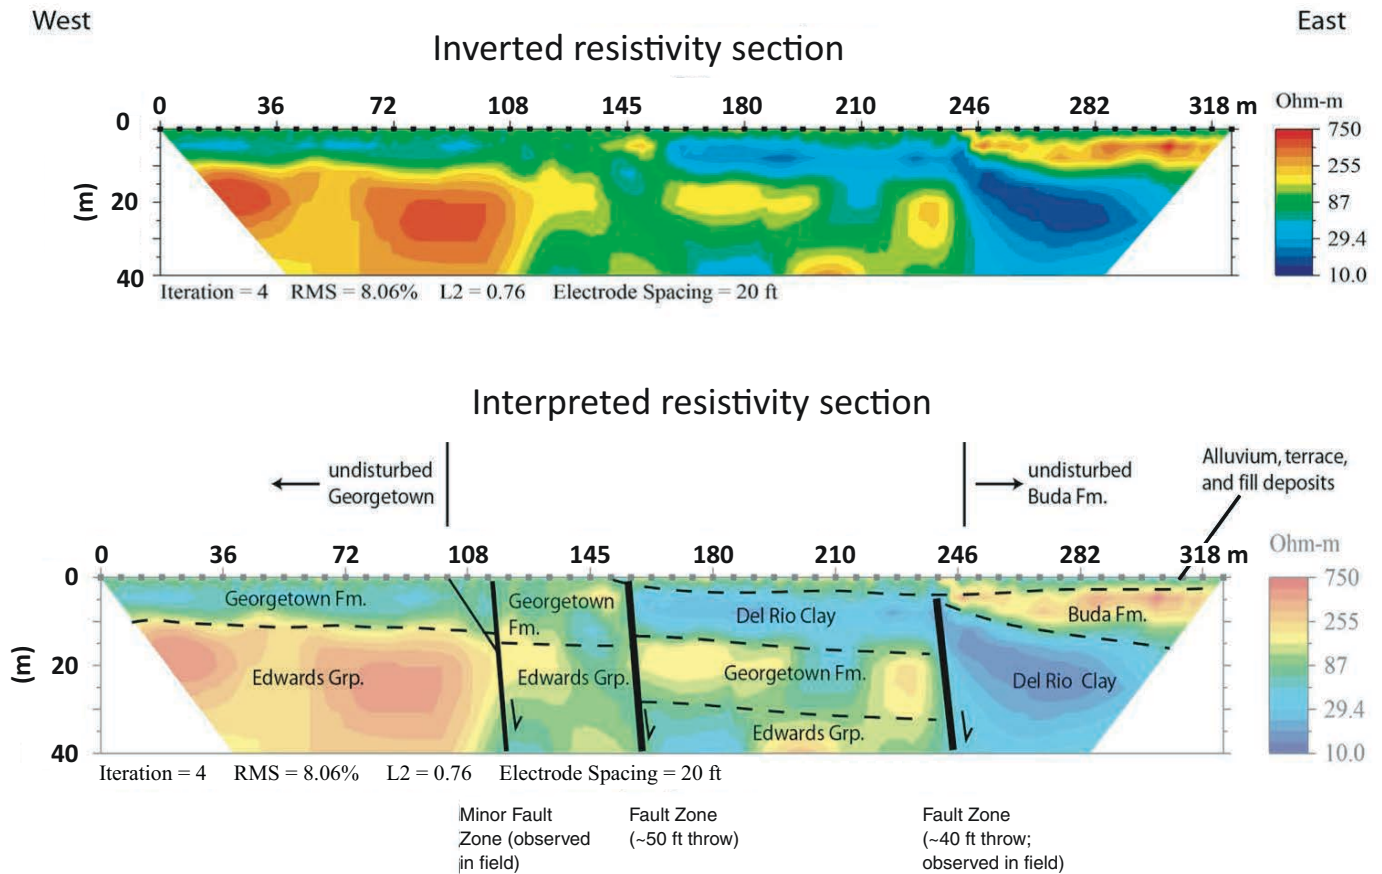 West
East
Inverted resistivity section
0 36 72 108 145 180 210 246 282 318 m
Ohm-m
0
20
40
(m)
750
255
87
29.4
10.0
Iteration = 4 RMS = 8.06% L2 = 0.76 Electrode Spacing = 20 ft
Interpreted resistivity section
undisturbed
Georgetown
undisturbed
Buda Fm.
Alluvium, terrace,
and fill deposits
0 36 72 108 145 180 210 246 282 318 m
Ohm-m
0
20
40
(m)
750
255
87
29.4
10.0
Georgetown Fm.
Georgetown
Fm.
Del Rio Clay
Buda Fm.
Edwards Grp.
Edwards Grp.
Georgetown Fm.
Del Rio Clay
Edwards Grp.
Iteration = 4 RMS = 8.06% L2 = 0.76 Electrode Spacing = 20 ft
Minor Fault
Zone (observed
in field)
Fault Zone
(~50 ft throw)
Fault Zone
(~40 ft throw;
observed in field)